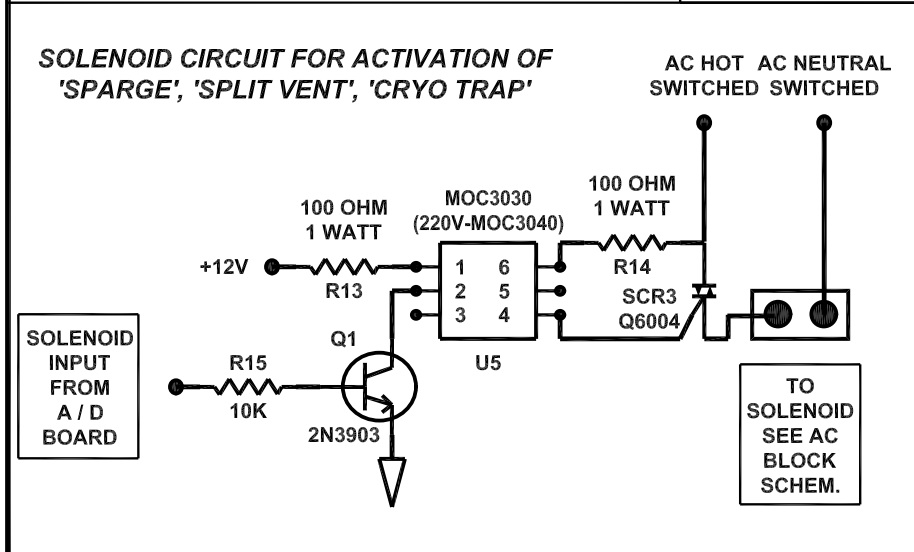 SOLENOID CIRCUIT FOR ACTIVATION OF
'SPARGE', 'SPLIT VENT', 'CRYO TRAP'
AC HOT
SWITCHED
AC NEUTRAL
SWITCHED
100 OHM
1 WATT
MOC3030
(220V-MOC3040)
100 OHM
1 WATT
+12V
R13
1 6
2 5
3 4
U5
R14
SCR3
Q6004
SOLENOID
INPUT
FROM
A / D
BOARD
R15
10K
Q1
2N3903
TO
SOLENOID
SEE AC
BLOCK
SCHEM.